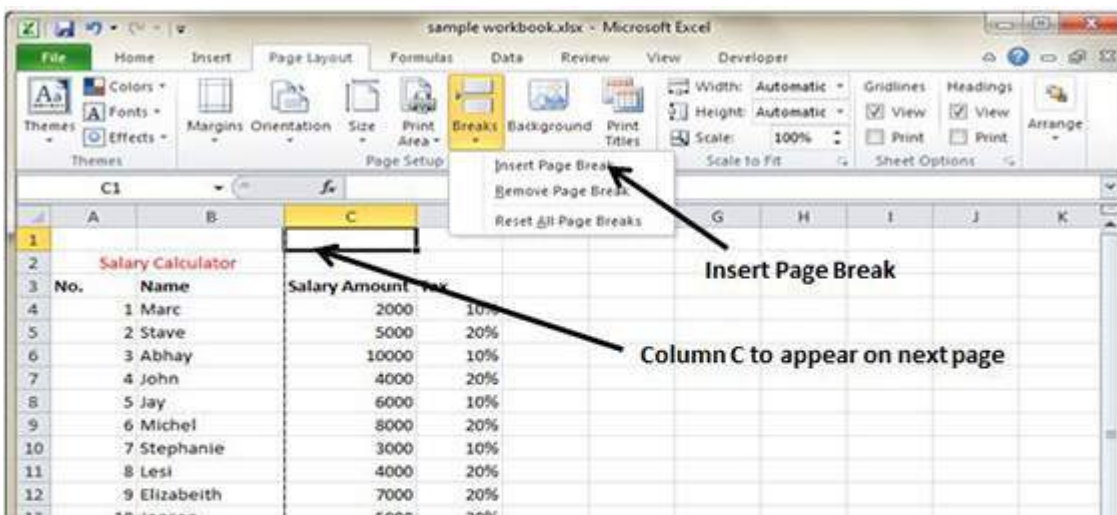 sample workbook.xlsx - Microsoft Excel
File Home Insert Page Layout Formulas Data Review View Developer
Colors
Fonts
Effects
Themes
Margins Orientation Size Print Area Breaks Background Print Titles
Width: Automatic
Height: Automatic
Scale: 100%
Gridlines
View
Print
Headings
View
Print
Arrange
Themes Page Setup Scale to Fit Sheet Options
Insert Page Break
Remove Page Break
Reset All Page Breaks
C1 fx
A B C G H I J K
1
2 Salary Calculator
3 No. Name Salary Amount Tax
4 1 Marc 2000 10%
5 2 Stave 5000 20%
6 3 Abhay 10000 10%
7 4 John 4000 20%
8 5 Jay 6000 10%
9 6 Michel 8000 20%
10 7 Stephanie 3000 10%
11 8 Lesi 4000 20%
12 9 Elizabeith 7000 20%
Insert Page Break
Column C to appear on next page